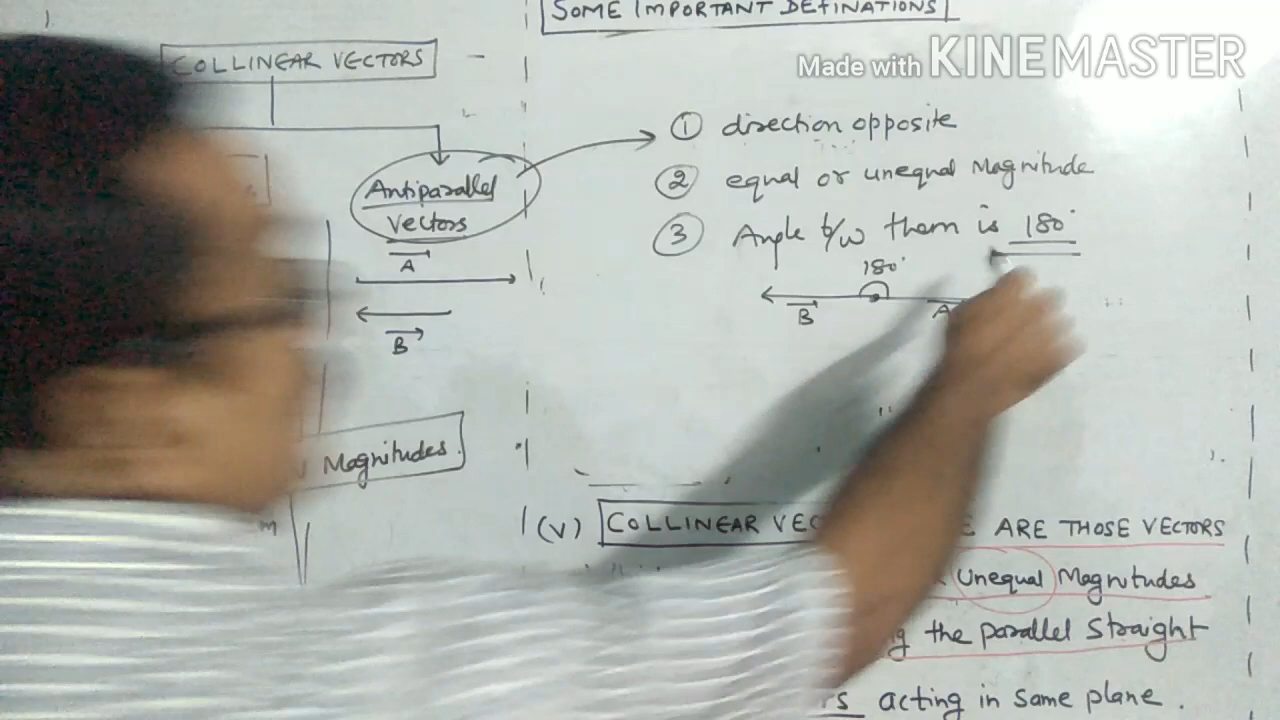 SOME IMPORTANT DEFINATIONS
Made with KINEMASTER
COLLINEAR VECTORS
Antiparallel
Vectors
A
B
Magnitudes
① direction opposite
② equal or unequal Magnitude
③ Angle b/w them is 180°
180°
B A
(V) COLLINEAR ARE THOSE VECTORS
Unequal Magnitudes
the parallel straight
acting in same plane.